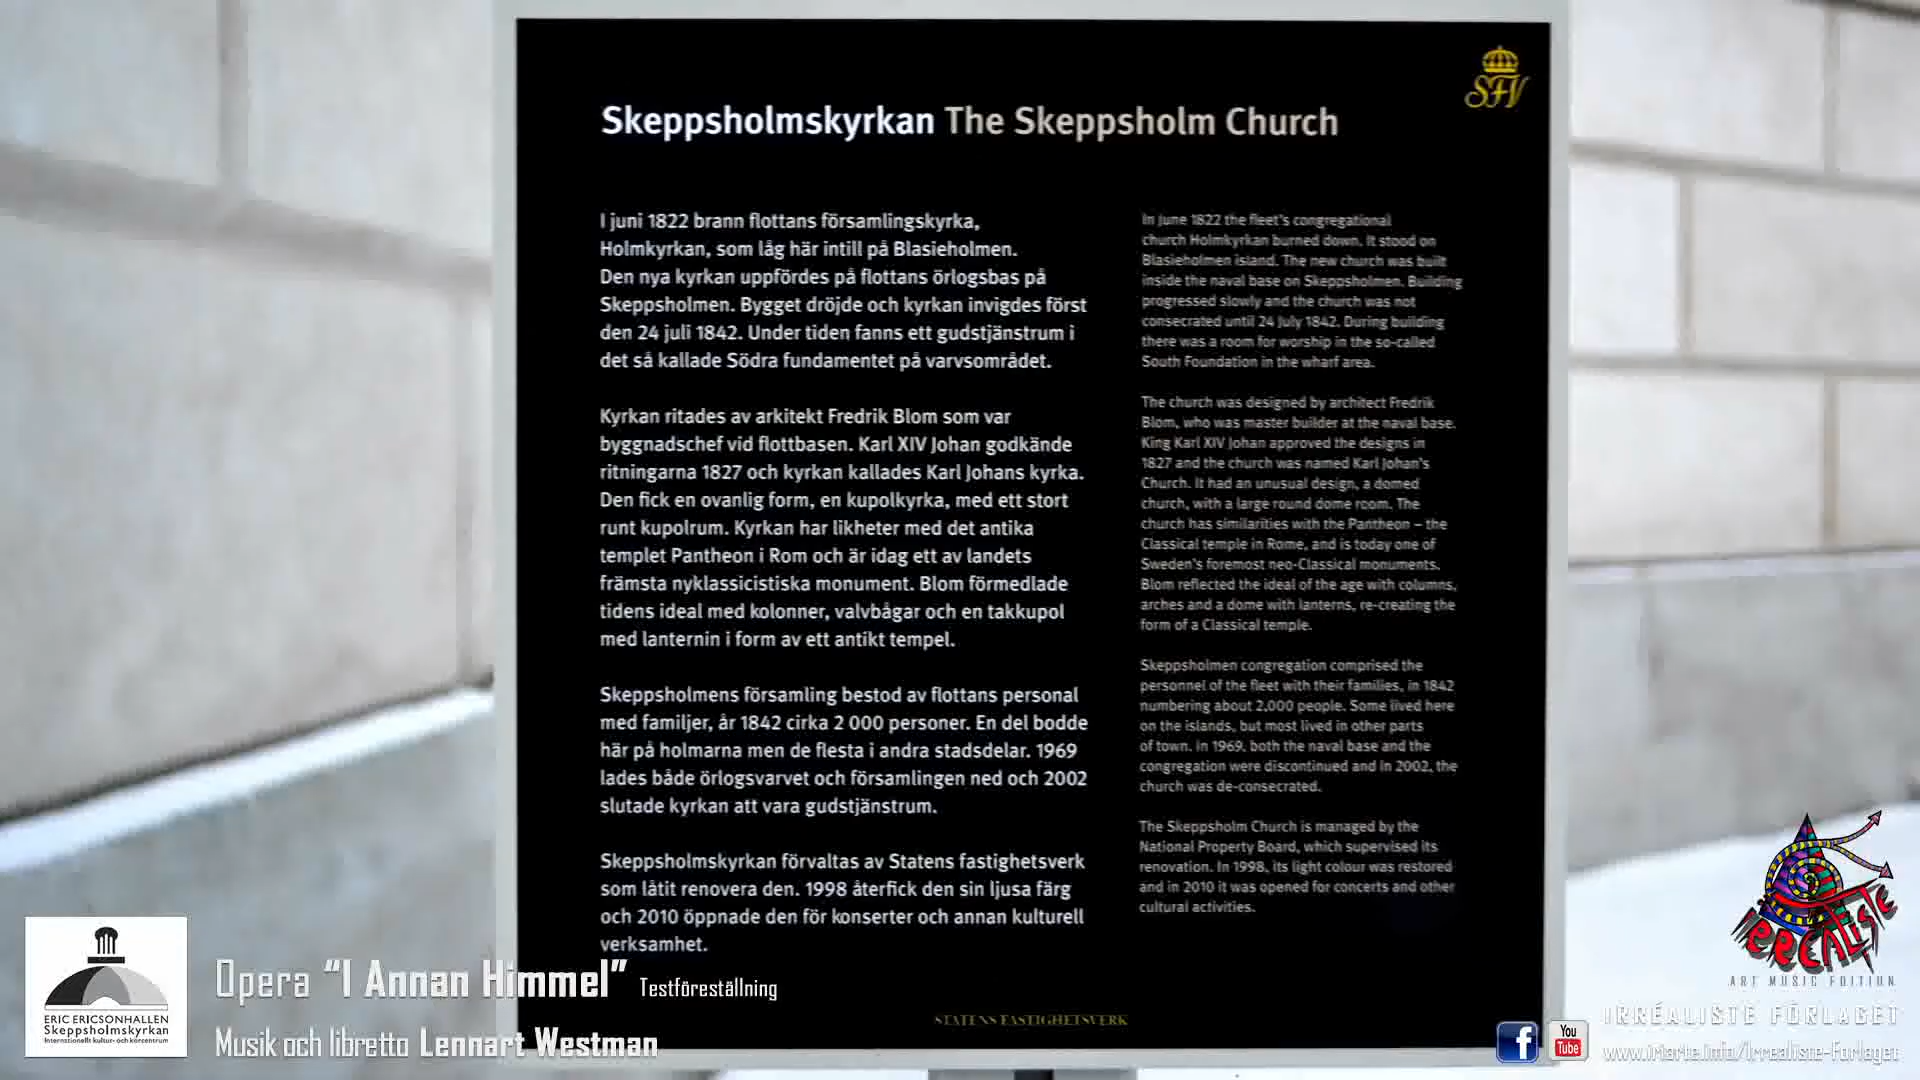 SFV
Skeppsholmskyrkan The Skeppsholm Church
I juni 1822 brann flottans församlingskyrka,
Holmkyrkan, som låg här intill på Blasieholmen.
Den nya kyrkan uppfördes på flottans örlogsbas på
Skeppsholmen. Bygget dröjde och kyrkan invigdes först
den 24 juli 1842. Under tiden fanns ett gudstjänstrum i
det så kallade Södra fundamentet på varvsområdet.
Kyrkan ritades av arkitekt Fredrik Blom som var
byggnadschef vid flottbasen. Karl XIV Johan godkände
ritningarna 1827 och kyrkan kallades Karl Johans kyrka.
Den fick en ovanlig form, en kupolkyrka, med ett stort
runt kupolrum. Kyrkan har likheter med det antika
templet Pantheon i Rom och är idag ett av landets
främsta nyklassicistiska monument. Blom förmedlade
tidens ideal med kolonner, valvbågar och en takkupol
med lanternin i form av ett antikt tempel.
Skeppsholmens församling bestod av flottans personal
med familjer, år 1842 cirka 2 000 personer. En del bodde
här på holmarna men de flesta i andra stadsdelar. 1969
lades både örlogsvarvet och församlingen ned och 2002
slutade kyrkan att vara gudstjänstrum.
Skeppsholmskyrkan förvaltas av Statens fastighetsverk
som låtit renovera den. 1998 återfick den sin ljusa färg
och 2010 öppnade den för konserter och annan kulturell
verksamhet.
In June 1822 the fleet's congregational
church Holmkyrkan burned down. It stood on
Blasieholmen island. The new church was built
inside the naval base on Skeppsholmen. Building
progressed slowly and the church was not
consecrated until 24 July 1842. During building
there was a room for worship in the so-called
South Foundation in the wharf area.
The church was designed by architect Fredrik
Blom, who was master builder at the naval base.
King Karl XIV Johan approved the designs in
1827 and the church was named Karl Johan's
Church. It had an unusual design, a domed
church, with a large round dome room. The
church has similarities with the Pantheon – the
Classical temple in Rome, and is today one of
Sweden's foremost neo-Classical monuments.
Blom reflected the ideal of the age with columns,
arches and a dome with lanterns, re-creating the
form of a Classical temple.
Skeppsholmen congregation comprised the
personnel of the fleet with their families, in 1842
numbering about 2,000 people. Some lived here
on the islands, but most lived in other parts
of town. In 1969, both the naval base and the
congregation were discontinued and in 2002, the
church was de-consecrated.
The Skeppsholm Church is managed by the
National Property Board, which supervised its
renovation. In 1998, its light colour was restored
and in 2010 it was opened for concerts and other
cultural activities.
STATENS FASTIGHETSVERK
ERIC ERICSONHALLEN
Skeppsholmskyrkan
Internationellt kultur- och körcentrum
Opera “I Annan Himmel” Testföreställning
Musik och libretto Lennart Westman
IRREALISTE
ART MUSIC EDITION
IRRÉALISTE FÖRLAGET
f
You
Tube
www.iriarte.info/Irrealiste-Forlaget